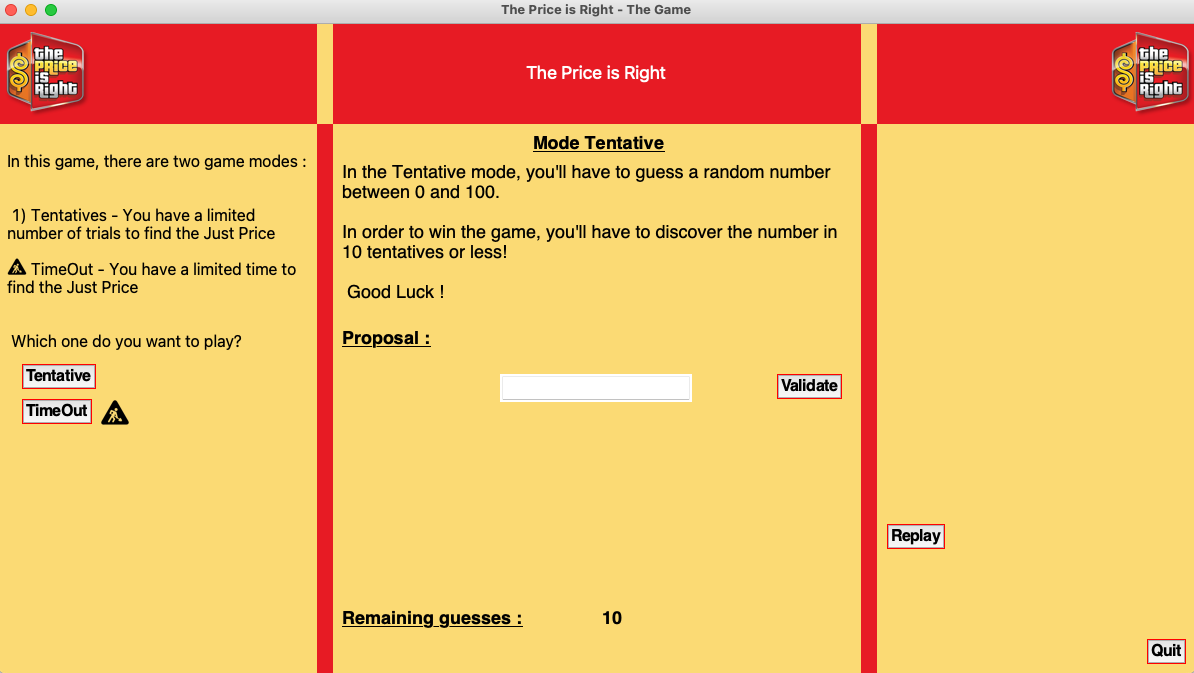 The Price is Right - The Game
the
PRICE
is
Right
The Price is Right
the
PRICE
is
Right
In this game, there are two game modes :
1) Tentatives - You have a limited
number of trials to find the Just Price
TimeOut - You have a limited time to
find the Just Price
Which one do you want to play?
Tentative
TimeOut
Mode Tentative
In the Tentative mode, you'll have to guess a random number
between 0 and 100.
In order to win the game, you'll have to discover the number in
10 tentatives or less!
Good Luck !
Proposal :
Validate
Remaining guesses : 10
Replay
Quit